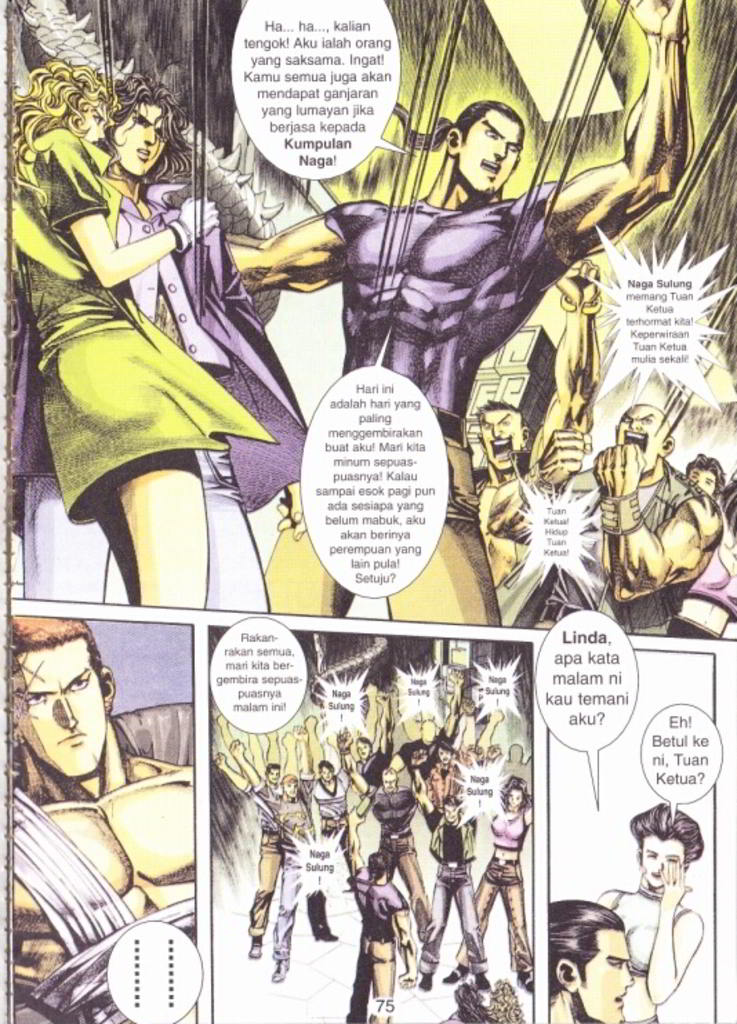 Ha... ha..., kalian
tengok! Aku ialah orang
yang saksama. Ingat!
Kamu semua juga akan
mendapat ganjaran
yang lumayan jika
berjasa kepada
Kumpulan
Naga!
Naga Sulung
memang Tuan
Ketua
terhormat kita!
Keperwiraan
Tuan Ketua
mulia sekali!
Hari ini
adalah hari yang
paling
menggembirakan
buat aku! Mari kita
minum sepuas-
puasnya! Kalau
sampai esok pagi pun
ada sesiapa yang
belum mabuk, aku
akan berinya
perempuan yang
lain pula!
Setuju?
Tuan
Ketua!
Hidup
Tuan
Ketua!
Rakan-
rakan semua,
mari kita ber-
gembira sepuas-
puasnya
malam ini!
Naga
Sulung
!
Naga
Sulung
!
Naga
Sulung
!
Naga
Sulung
!
Naga
Sulung
!
Linda,
apa kata
malam ni
kau temani
aku?
Eh!
Betul ke
ni, Tuan
Ketua?
75